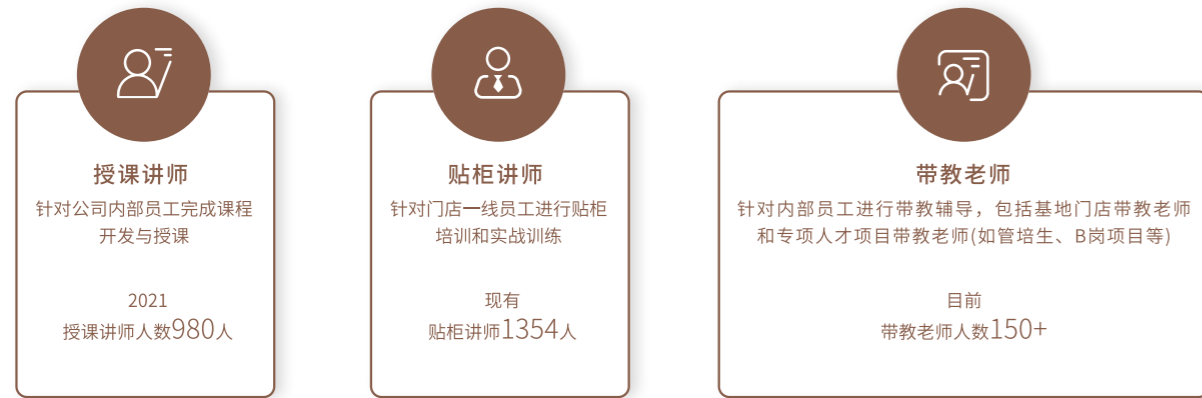 授课讲师
针对公司内部员工完成课程
开发与授课
2021
授课讲师人数980人
贴柜讲师
针对门店一线员工进行贴柜
培训和实战训练
现有
贴柜讲师1354人
带教老师
针对内部员工进行带教辅导，包括基地门店带教老师
和专项人才项目带教老师(如管培生、B岗项目等)
目前
带教老师人数150+